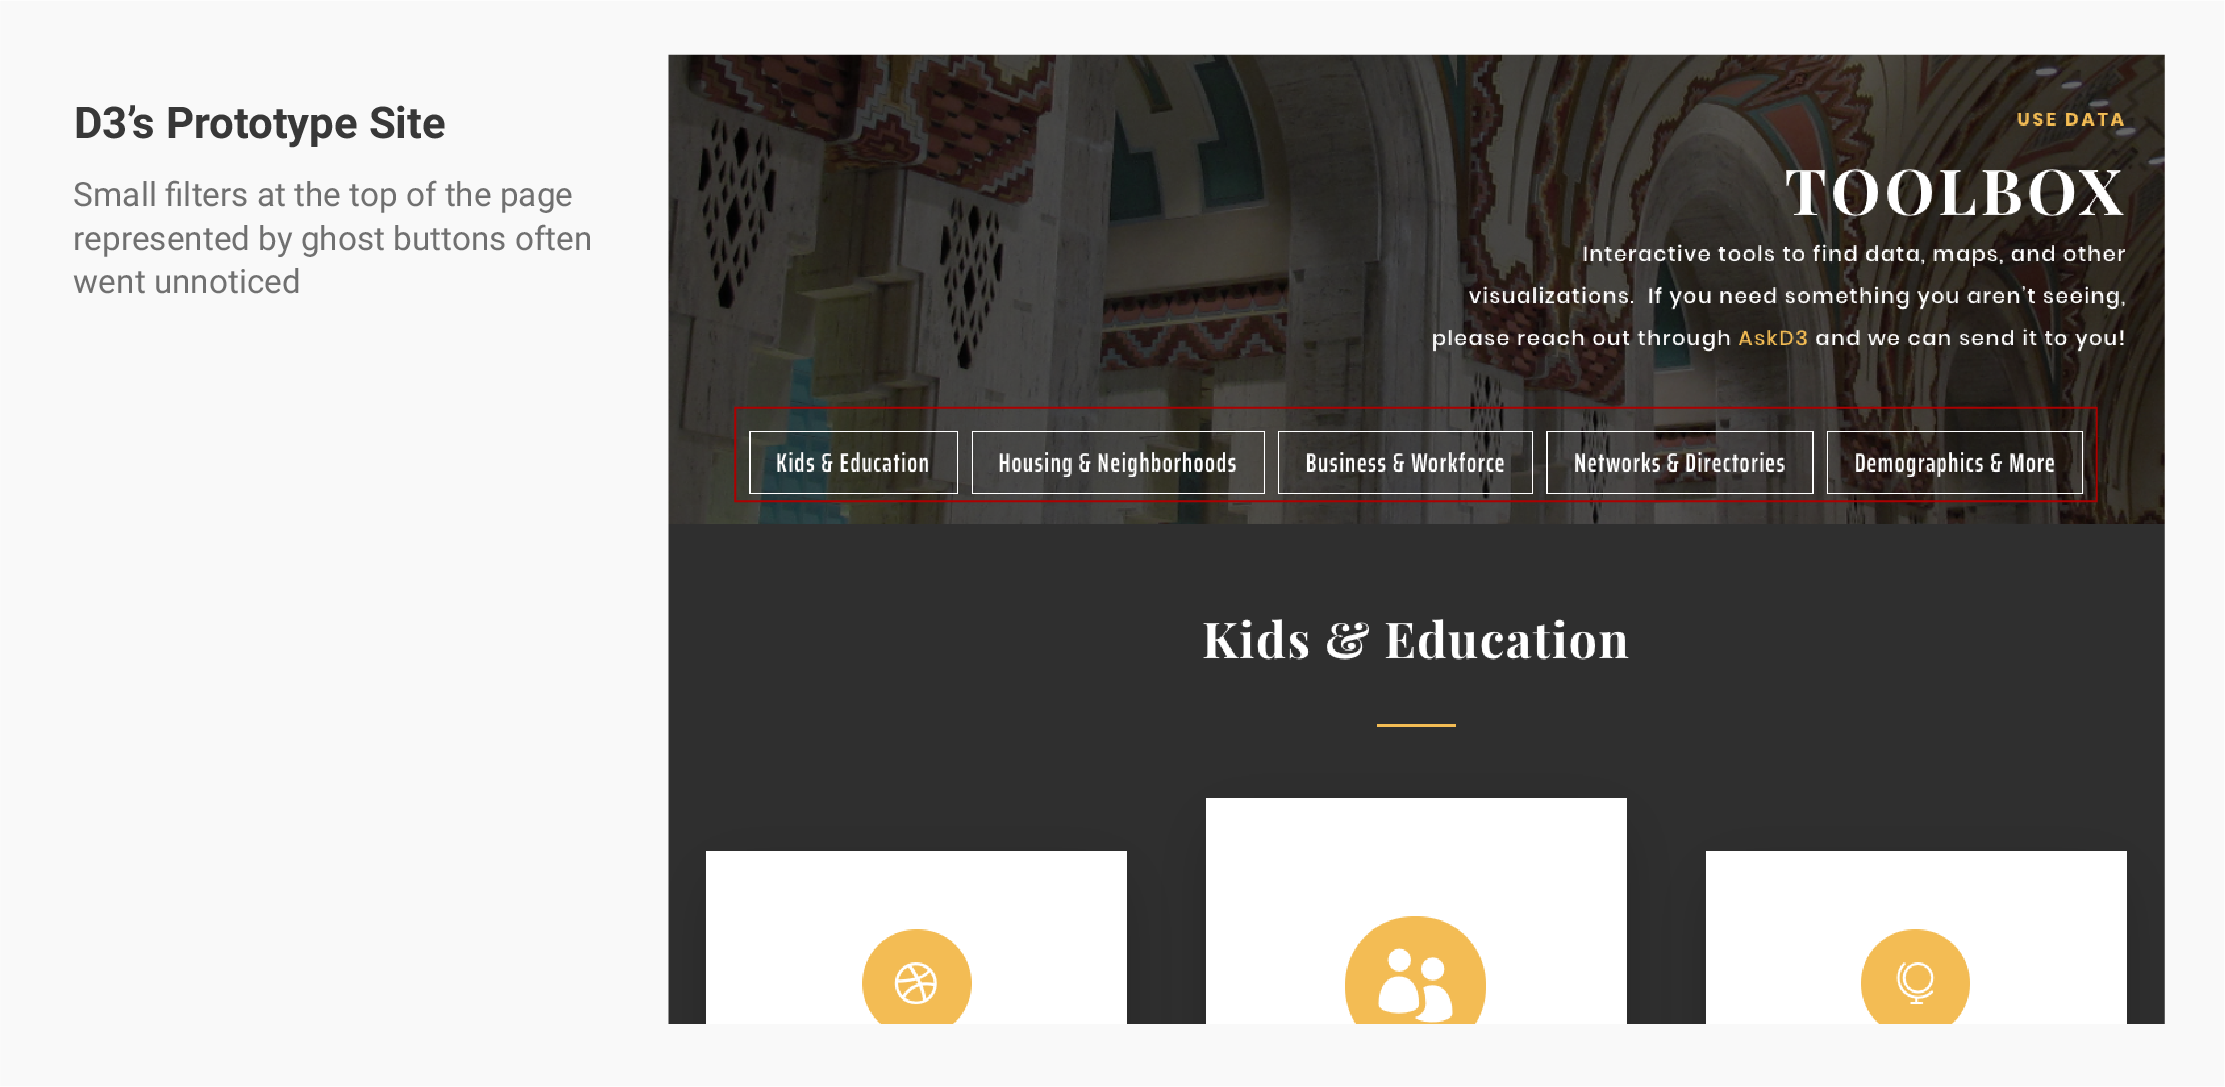 D3’s Prototype Site
Small filters at the top of the page
represented by ghost buttons often
went unnoticed
USE DATA
TOOLBOX
Interactive tools to find data, maps, and other
visualizations. If you need something you aren't seeing,
please reach out through AskD3 and we can send it to you!
Kids & Education
Housing & Neighborhoods
Business & Workforce
Networks & Directories
Demographics & More
Kids & Education